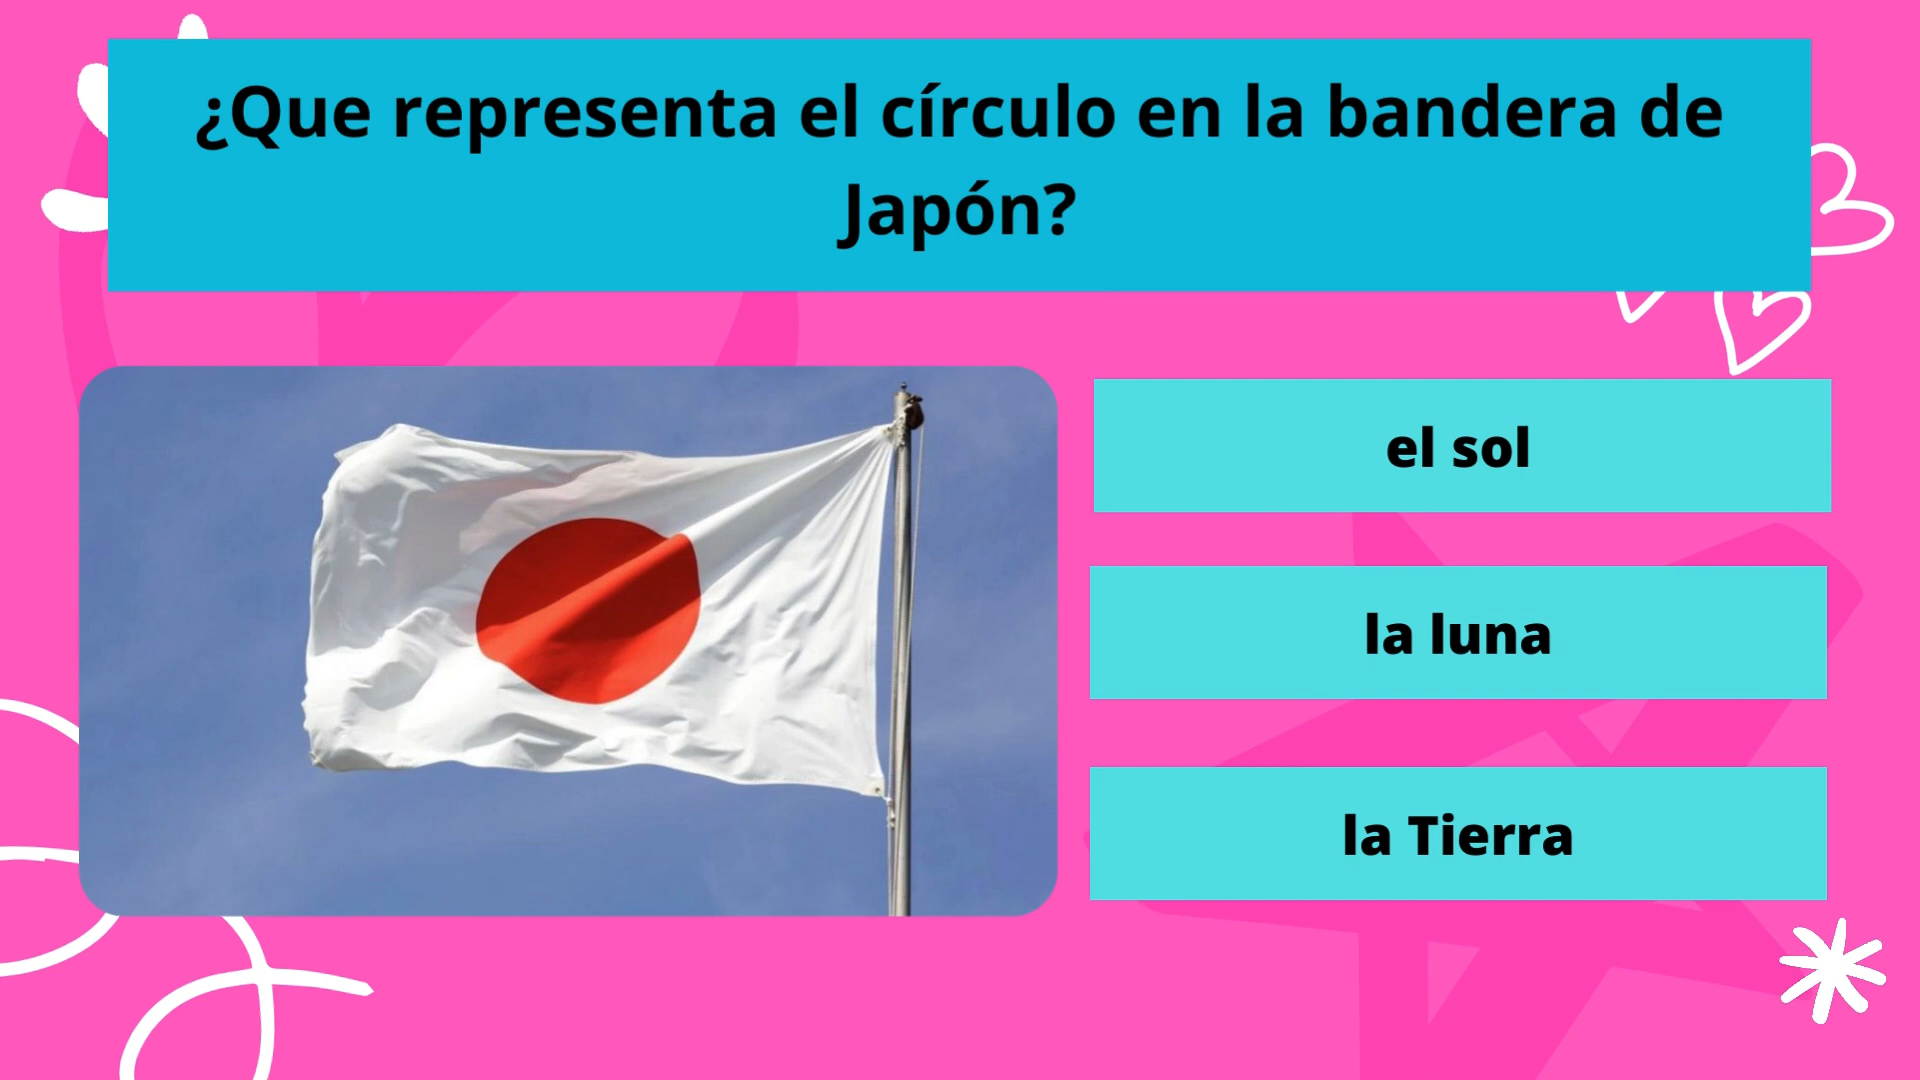 ¿Que representa el círculo en la bandera de
Japón?
el sol
la luna
la Tierra